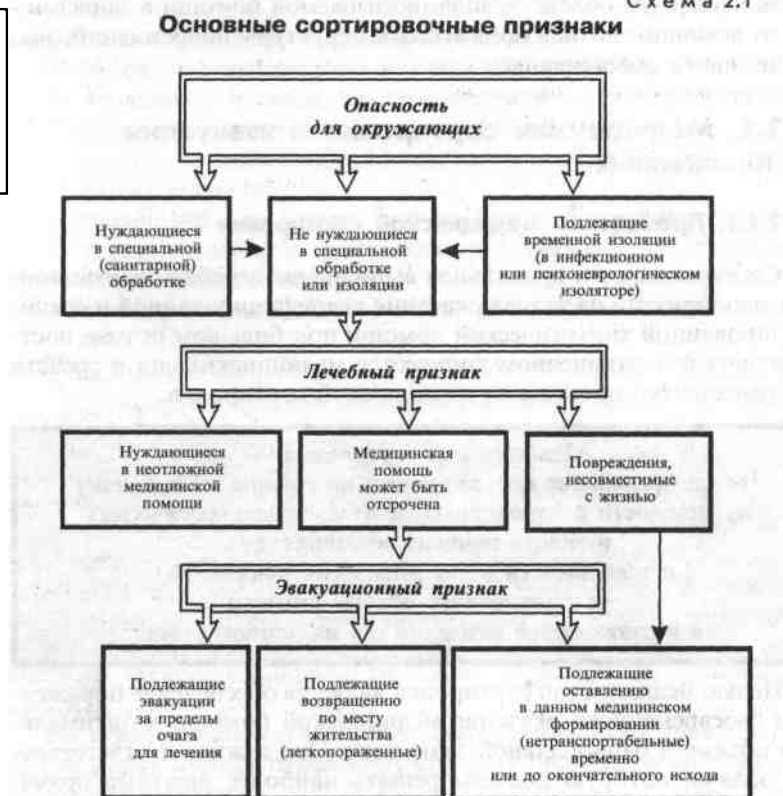 Схема 2.1
Основные сортировочные признаки
Опасность
для окружающих
Нуждающиеся
в специальной
(санитарной)
обработке
Не нуждающиеся
в специальной
обработке
или изоляции
Подлежащие
временной изоляции
(в инфекционном
или психоневрологическом
изоляторе)
Лечебный признак
Нуждающиеся
в неотложной
медицинской
помощи
Медицинская
помощь
может быть
отсрочена
Повреждения,
несовместимые
с жизнью
Эвакуационный признак
Подлежащие
эвакуации
за пределы
очага
для лечения
Подлежащие
возвращению
по месту
жительства
(легкопораженные)
Подлежащие
оставлению
в данном медицинском
формировании
(нетранспортабельные)
временно
или до окончательного исхода